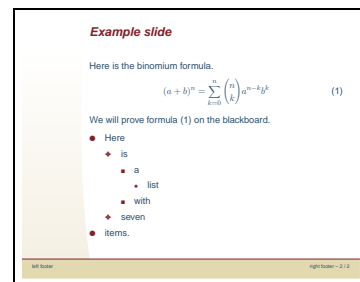 Example slide
Here is the binomium formula.
(a + b)^n = \sum_{k=0}^{n} \binom{n}{k} a^{n-k} b^k (1)
We will prove formula (1) on the blackboard.
Here
is
a
list
with
seven
items.
left footer right footer – 2 / 2